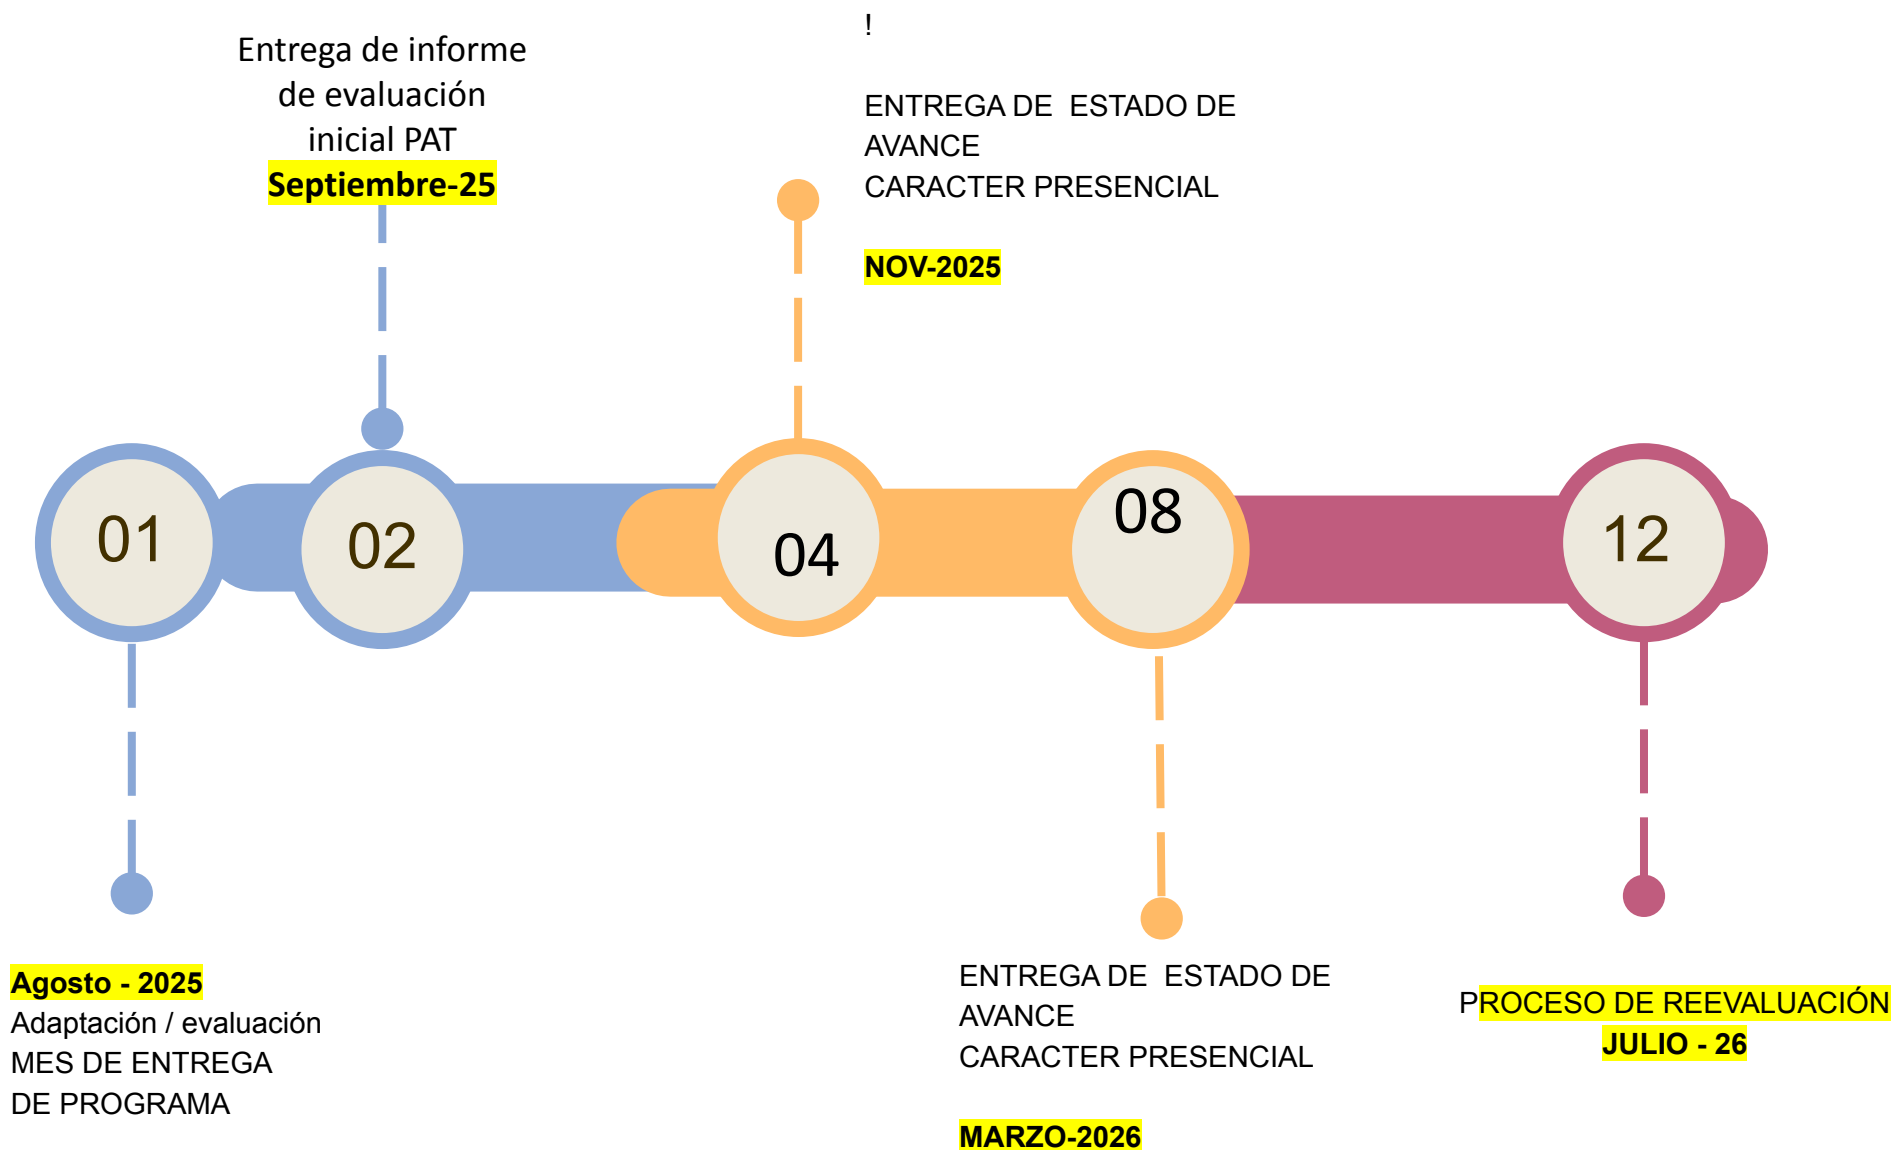 Entrega de informe
de evaluación
inicial PAT
Septiembre-25
!
ENTREGA DE  ESTADO DE
AVANCE
CARACTER PRESENCIAL
NOV-2025
01
02
04
08
12
Agosto - 2025
Adaptación / evaluación
MES DE ENTREGA
DE PROGRAMA
ENTREGA DE  ESTADO DE
AVANCE
CARACTER PRESENCIAL
MARZO-2026
PROCESO DE REEVALUACIÓN
JULIO - 26